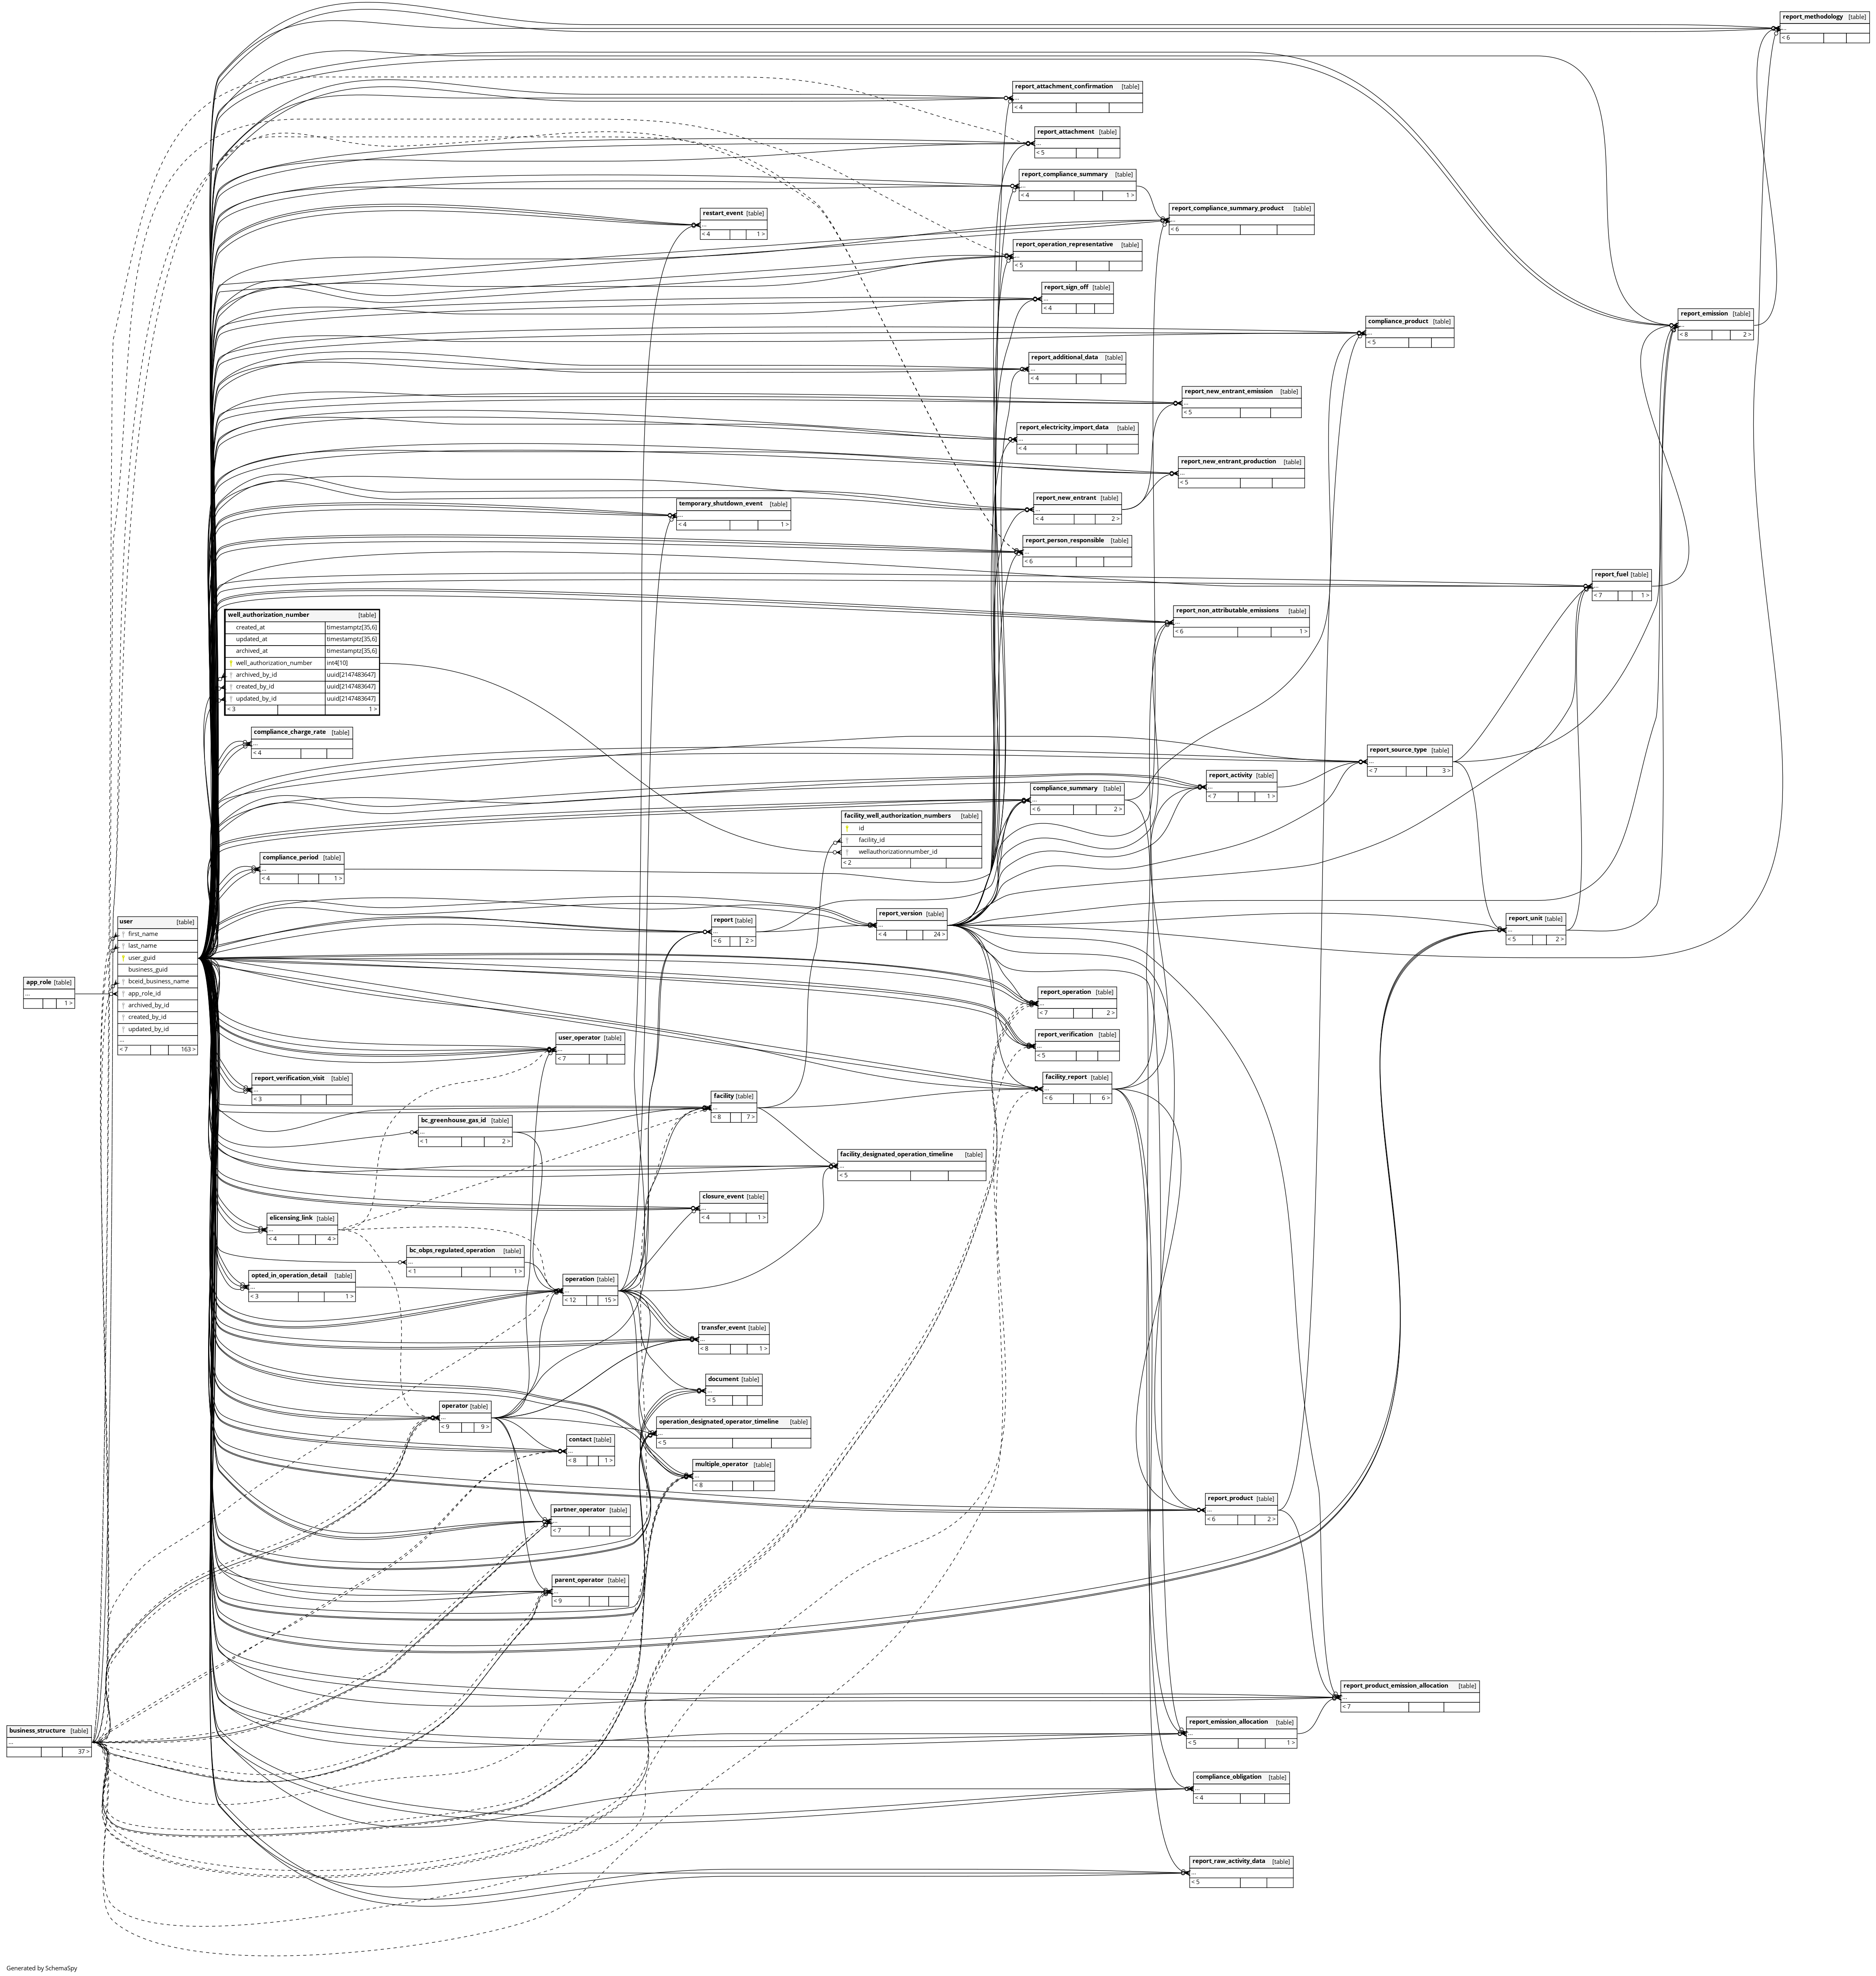 report_methodology [table]
...
< 6
report_attachment_confirmation [table]
...
< 4
report_attachment [table]
...
< 5
report_compliance_summary [table]
...
< 4 1 >
report_compliance_summary_product [table]
...
< 6
restart_event [table]
...
< 4 1 >
report_operation_representative [table]
...
< 5
report_sign_off [table]
...
< 4
report_emission [table]
...
< 8 2 >
compliance_product [table]
...
< 5
report_additional_data [table]
...
< 4
report_new_entrant_emission [table]
...
< 5
report_electricity_import_data [table]
...
< 4
report_new_entrant_production [table]
...
< 5
report_new_entrant [table]
...
< 4 2 >
temporary_shutdown_event [table]
...
< 4 1 >
report_person_responsible [table]
...
< 6
report_fuel [table]
...
< 7 1 >
report_non_attributable_emissions [table]
...
< 6 1 >
well_authorization_number [table]
created_at timestamptz[35,6]
updated_at timestamptz[35,6]
archived_at timestamptz[35,6]
well_authorization_number int4[10]
archived_by_id uuid[2147483647]
created_by_id uuid[2147483647]
updated_by_id uuid[2147483647]
< 3 1 >
compliance_charge_rate [table]
...
< 4
report_source_type [table]
...
< 7 3 >
report_activity [table]
...
< 7 1 >
compliance_summary [table]
...
< 6 2 >
facility_well_authorization_numbers [table]
id
facility_id
wellauthorizationnumber_id
< 2
compliance_period [table]
...
< 4 1 >
user [table]
first_name
last_name
user_guid
business_guid
bceid_business_name
app_role_id
archived_by_id
created_by_id
updated_by_id
...
< 7 163 >
report [table]
...
< 6 2 >
report_version [table]
...
< 4 24 >
report_unit [table]
...
< 5 2 >
app_role [table]
...
1 >
report_operation [table]
...
< 7 2 >
report_verification [table]
...
< 5
user_operator [table]
...
< 7
report_verification_visit [table]
...
< 3
facility_report [table]
...
< 6 6 >
facility [table]
...
< 8 7 >
bc_greenhouse_gas_id [table]
...
< 1 2 >
facility_designated_operation_timeline [table]
...
< 5
closure_event [table]
...
< 4 1 >
elicensing_link [table]
...
< 4 4 >
bc_obps_regulated_operation [table]
...
< 1 1 >
opted_in_operation_detail [table]
...
< 3 1 >
operation [table]
...
< 12 15 >
transfer_event [table]
...
< 8 1 >
document [table]
...
< 5
operator [table]
...
< 9 9 >
operation_designated_operator_timeline [table]
...
< 5
contact [table]
...
< 8 1 >
multiple_operator [table]
...
< 8
report_product [table]
...
< 6 2 >
partner_operator [table]
...
< 7
parent_operator [table]
...
< 9
report_product_emission_allocation [table]
...
< 7
report_emission_allocation [table]
...
< 5 1 >
business_structure [table]
...
37 >
compliance_obligation [table]
...
< 4
report_raw_activity_data [table]
...
< 5
Generated by SchemaSpy